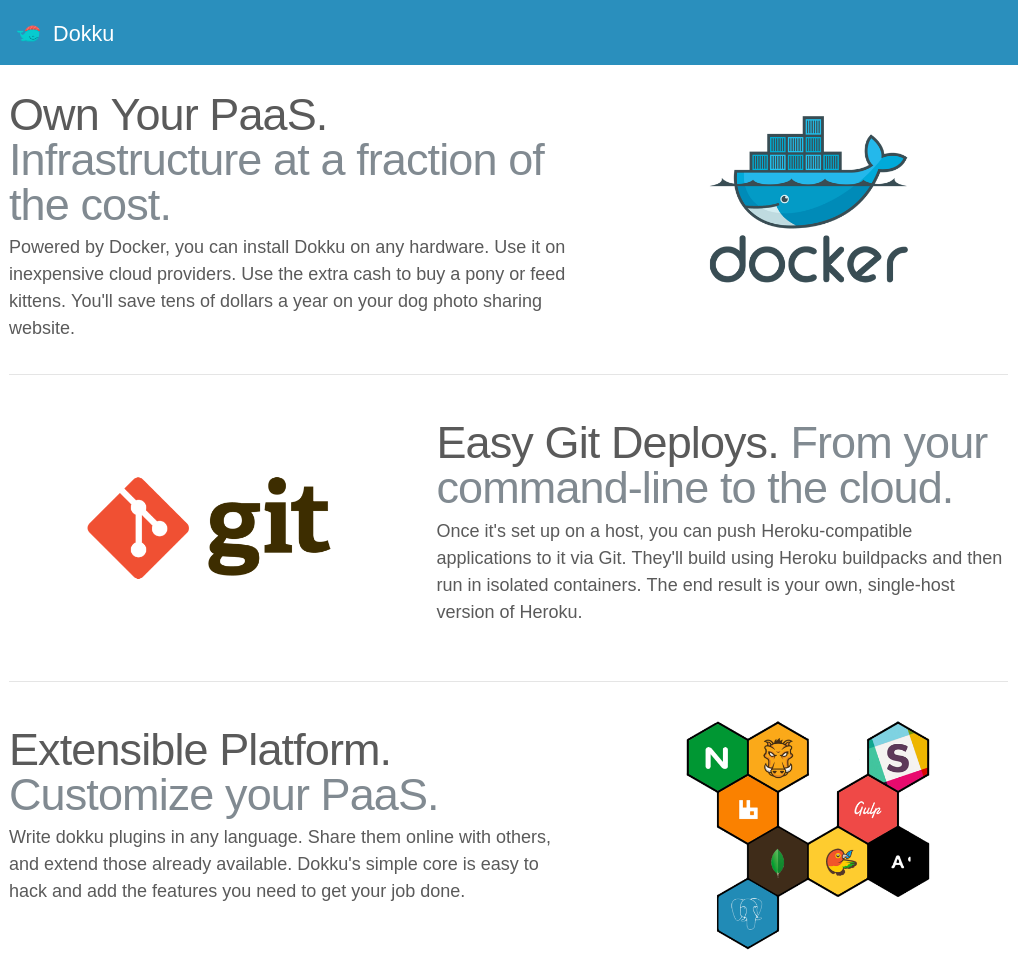 Dokku
Own Your PaaS.
Infrastructure at a fraction of
the cost.
Powered by Docker, you can install Dokku on any hardware. Use it on
inexpensive cloud providers. Use the extra cash to buy a pony or feed
kittens. You'll save tens of dollars a year on your dog photo sharing
website.
docker
git
Easy Git Deploys. From your
command-line to the cloud.
Once it's set up on a host, you can push Heroku-compatible
applications to it via Git. They'll build using Heroku buildpacks and then
run in isolated containers. The end result is your own, single-host
version of Heroku.
Extensible Platform.
Customize your PaaS.
Write dokku plugins in any language. Share them online with others,
and extend those already available. Dokku's simple core is easy to
hack and add the features you need to get your job done.
N
S
Gulp
A